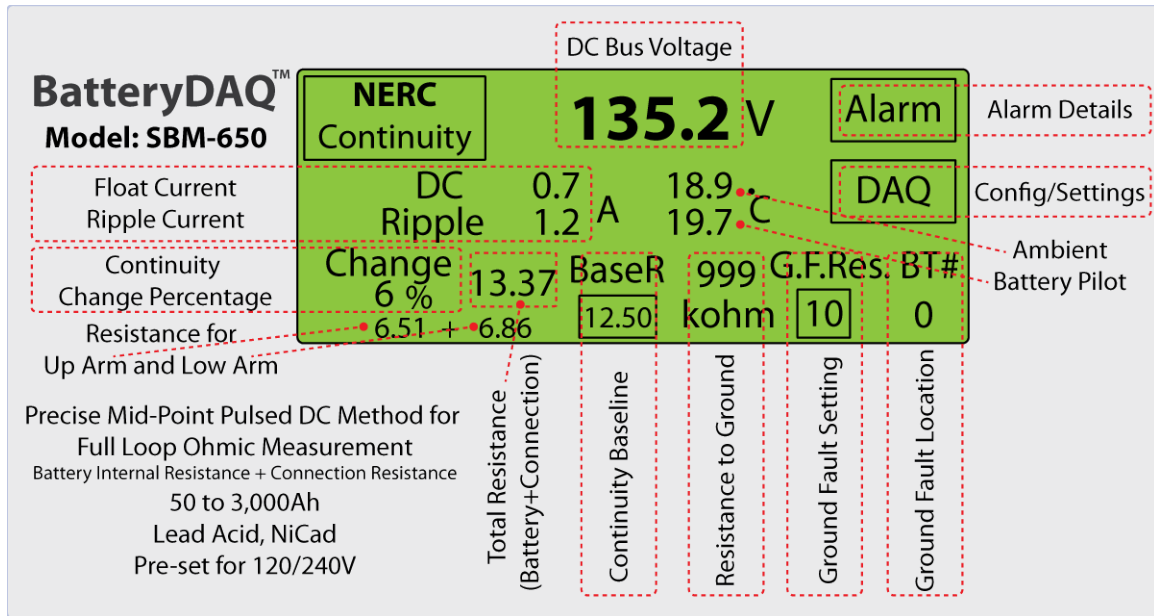 DC Bus Voltage
BatteryDAQ™
Model: SBM-650
NERC
Continuity
135.2 V
Alarm
Alarm Details
Float Current
Ripple Current
DC 0.7
Ripple 1.2
A
18.9
19.7
°C
DAQ
Config/Settings
Ambient
Battery Pilot
Continuity
Change Percentage
Change
6 %
13.37
BaseR
12.50
999
kohm
G.F.Res.
10
BT#
0
Resistance for
Up Arm and Low Arm
6.51 + 6.86
Precise Mid-Point Pulsed DC Method for
Full Loop Ohmic Measurement
Battery Internal Resistance + Connection Resistance
50 to 3,000Ah
Lead Acid, NiCad
Pre-set for 120/240V
Total Resistance
(Battery+Connection)
Continuity Baseline
Resistance to Ground
Ground Fault Setting
Ground Fault Location